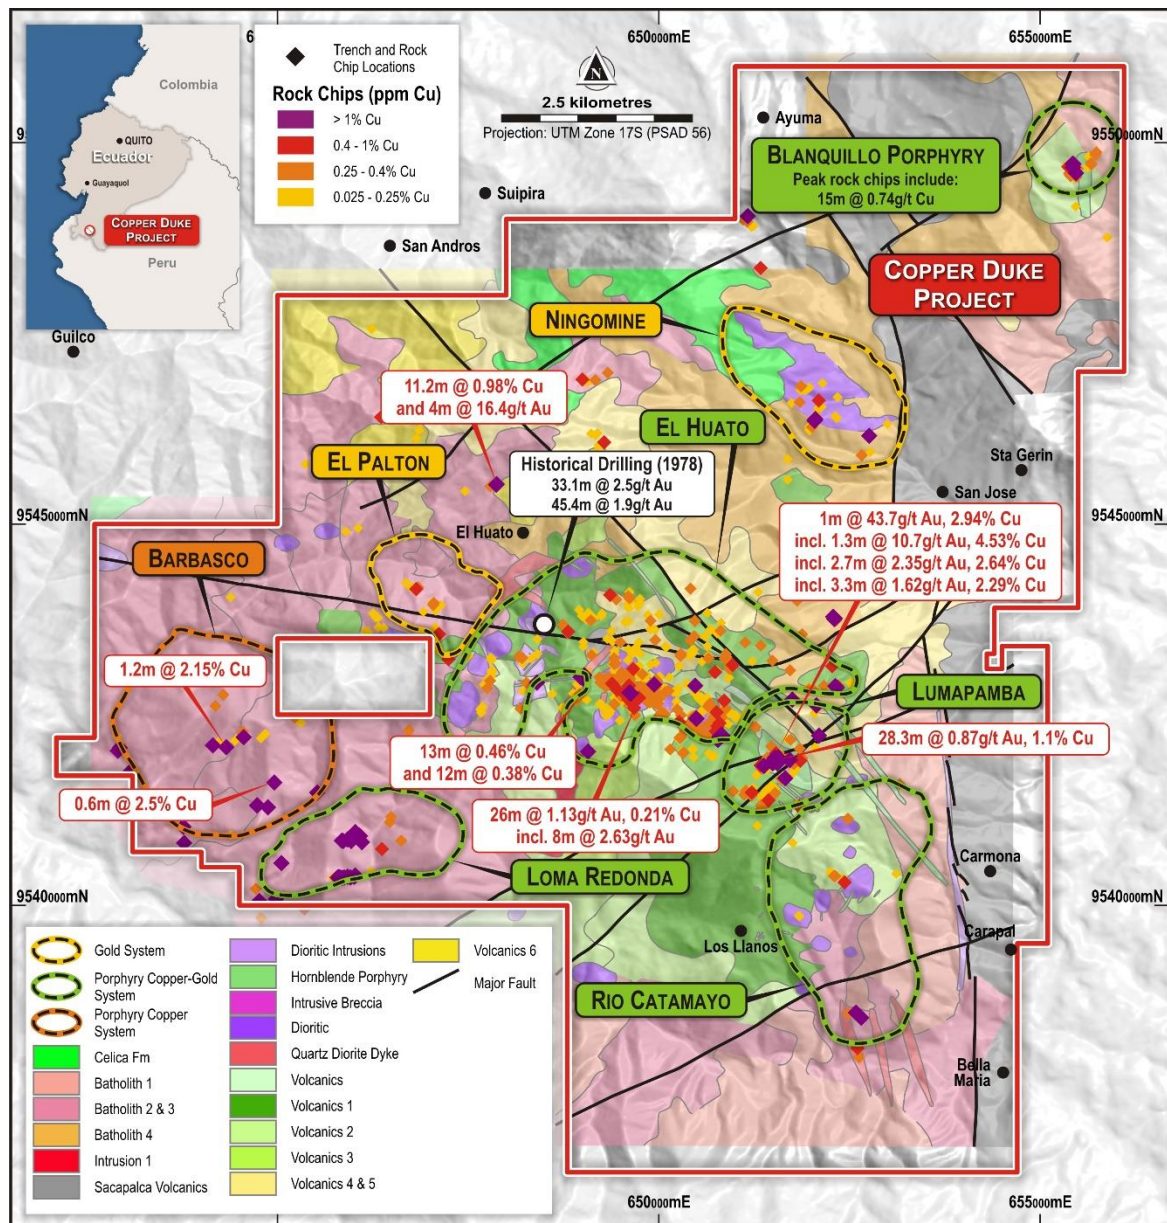 650000mE
655000mE
Colombia
QUITO
Ecuador
Guayaquol
COPPER DUKE
PROJECT
Peru
Trench and Rock
Chip Locations
Rock Chips (ppm Cu)
> 1% Cu
0.4 - 1% Cu
0.25 - 0.4% Cu
0.025 - 0.25% Cu
N
2.5 kilometres
Projection: UTM Zone 17S (PSAD 56)
Ayuma
9550000mN
BLANQUILLO PORPHYRY
Peak rock chips include:
15m @ 0.74g/t Cu
Suipira
San Andros
COPPER DUKE
PROJECT
NINGOMINE
Guilco
11.2m @ 0.98% Cu
and 4m @ 16.4g/t Au
EL HUATO
EL PALTON
Historical Drilling (1978)
33.1m @ 2.5g/t Au
45.4m @ 1.9g/t Au
Sta Gerin
San Jose
9545000mN
9545000mN
El Huato
1m @ 43.7g/t Au, 2.94% Cu
incl. 1.3m @ 10.7g/t Au, 4.53% Cu
incl. 2.7m @ 2.35g/t Au, 2.64% Cu
incl. 3.3m @ 1.62g/t Au, 2.29% Cu
BARBASCO
1.2m @ 2.15% Cu
LUMAPAMBA
28.3m @ 0.87g/t Au, 1.1% Cu
13m @ 0.46% Cu
and 12m @ 0.38% Cu
0.6m @ 2.5% Cu
26m @ 1.13g/t Au, 0.21% Cu
incl. 8m @ 2.63g/t Au
Carmona
LOMA REDONDA
9540000mN
9540000mN
Los Llanos
Carapal
RIO CATAMAYO
Bella
Maria
Gold System
Porphyry Copper-Gold
System
Porphyry Copper
System
Celica Fm
Batholith 1
Batholith 2 & 3
Batholith 4
Intrusion 1
Sacapalca Volcanics
Dioritic Intrusions
Hornblende Porphyry
Intrusive Breccia
Dioritic
Quartz Diorite Dyke
Volcanics
Volcanics 1
Volcanics 2
Volcanics 3
Volcanics 4 & 5
Volcanics 6
Major Fault
650000mE
655000mE